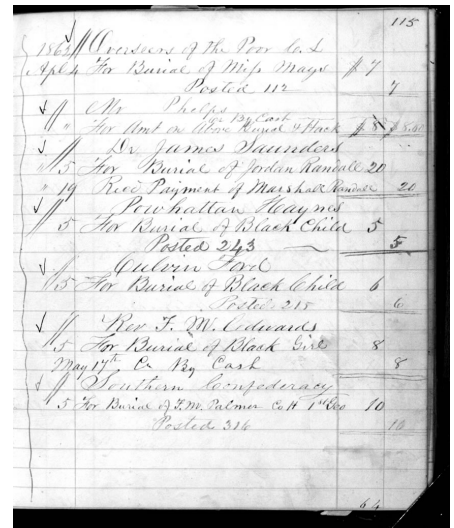 115
1863 // Overseers of the Poor
Apl 4 For Burial of Miss Mays // 7
Posted 112 7
// Mr Phelps
By Cash
" For Amt on Above Burial & Hack $ 8
// Dr. James Saunders
" 5 For Burial of Jordan Randall 20
" 19 Recd Payment of Marshall Randall 20
// Powhattan Haynes
5 For Burial of Black Child 5
Posted 243 5
// Culvin Ford
" 5 For Burial of Black Child 6
Posted 215 6
// Rev F. M. Edwards
5 For Burial of Black Girl 8
May 17th Cr By Cash 8
// Southern Confederacy
5 For Burial of F. M. Palmer Co H 1st 10
Posted 316 10
64